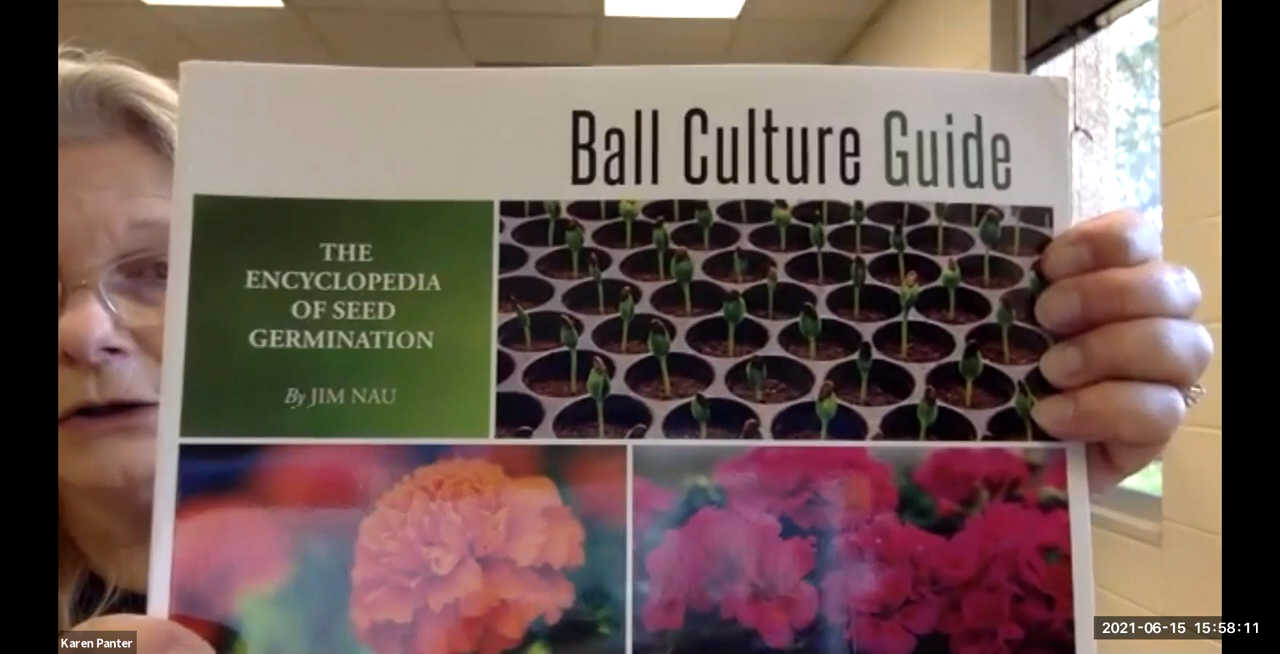 Ball Culture Guide
THE
ENCYCLOPEDIA
OF SEED
GERMINATION
By JIM NAU
Karen Panter
2021-06-15 15:58:11